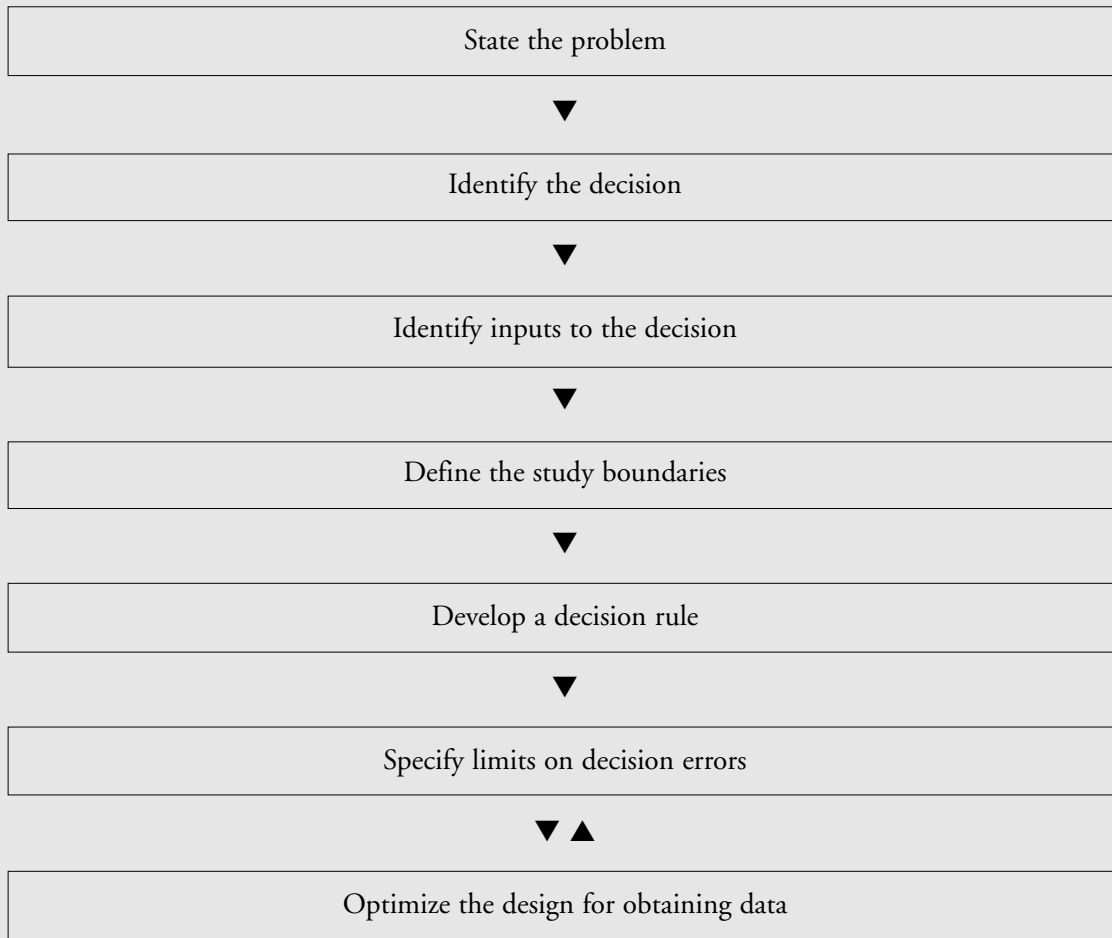 State the problem
Identify the decision
Identify inputs to the decision
Define the study boundaries
Develop a decision rule
Specify limits on decision errors
Optimize the design for obtaining data